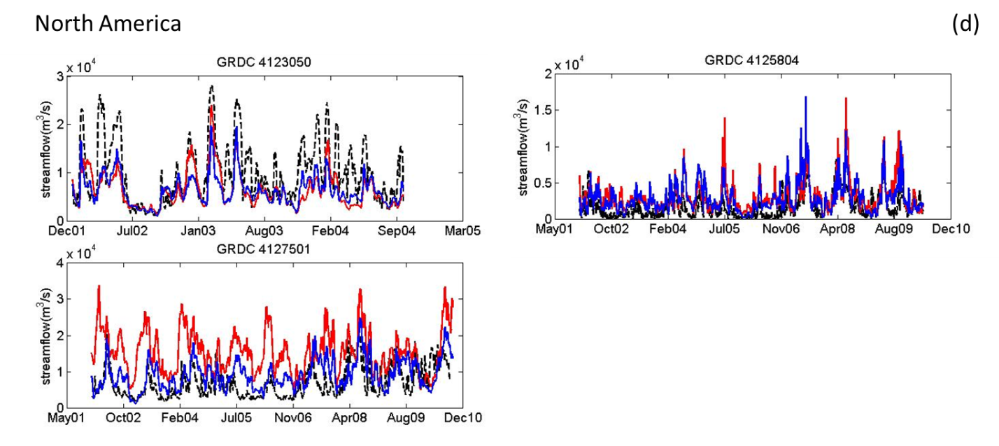 North America
(d)
GRDC 4123050
x 10^4
streamflow(m^3/s)
3
2
1
0
Dec01 Jul02 Jan03 Aug03 Feb04 Sep04 Mar05
GRDC 4125804
x 10^4
streamflow(m^3/s)
2
1.5
1
0.5
0
May01 Oct02 Feb04 Jul05 Nov06 Apr08 Aug09 Dec10
GRDC 4127501
x 10^4
streamflow(m^3/s)
4
3
2
1
0
May01 Oct02 Feb04 Jul05 Nov06 Apr08 Aug09 Dec10